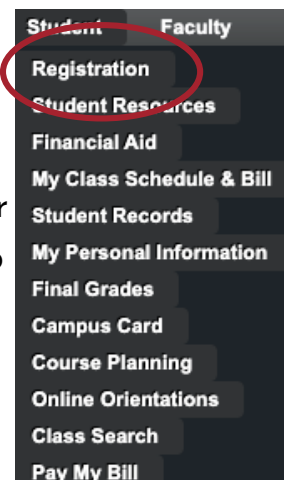 Student Faculty
Registration
Student Resources
Financial Aid
My Class Schedule & Bill
r
Student Records
My Personal Information
Final Grades
Campus Card
Course Planning
Online Orientations
Class Search
Pay My Bill